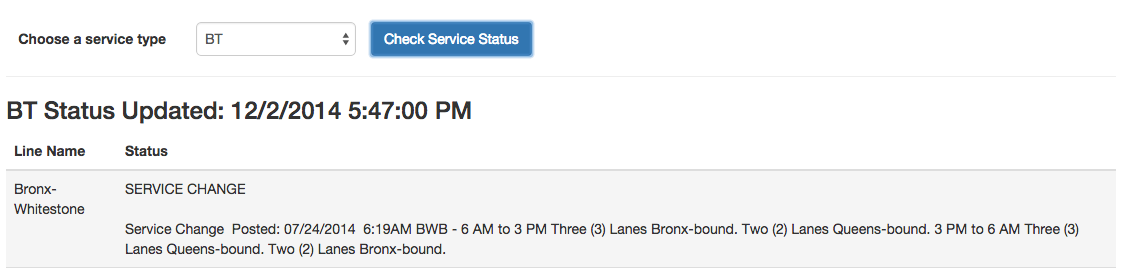 Choose a service type BT Check Service Status
BT Status Updated: 12/2/2014 5:47:00 PM
Line Name Status
Bronx-
Whitestone
SERVICE CHANGE
Service Change  Posted: 07/24/2014  6:19AM BWB - 6 AM to 3 PM Three (3) Lanes Bronx-bound. Two (2) Lanes Queens-bound. 3 PM to 6 AM Three (3)
Lanes Queens-bound. Two (2) Lanes Bronx-bound.